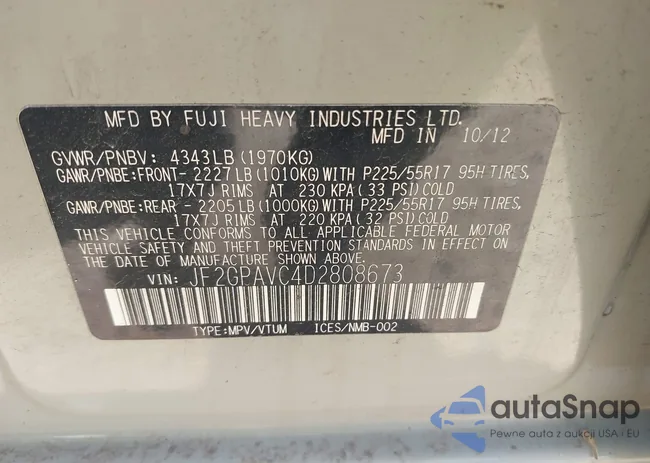 MFD BY FUJI HEAVY INDUSTRIES LTD.
MFD IN 10/12
GVWR/PNBV: 4343LB (1970KG)
GAWR/PNBE:FRONT- 2227LB (1010KG) WITH P225/55R17 95H TIRES,
17X7J RIMS AT 230 KPA (33 PSI) COLD
GAWR/PNBE:REAR - 2205LB (1000KG) WITH P225/55R17 95H TIRES,
17X7J RIMS AT 220 KPA (32 PSI) COLD
THIS VEHICLE CONFORMS TO ALL APPLICABLE FEDERAL MOTOR
VEHICLE SAFETY AND THEFT PREVENTION STANDARDS IN EFFECT ON
THE DATE OF MANUFACTURE SHOWN ABOVE.
VIN: JF2GPAVC4D2808673
TYPE:MPV/VTUM ICES/NMB-002
autaSnap
Pewne auta z aukcji USA i EU